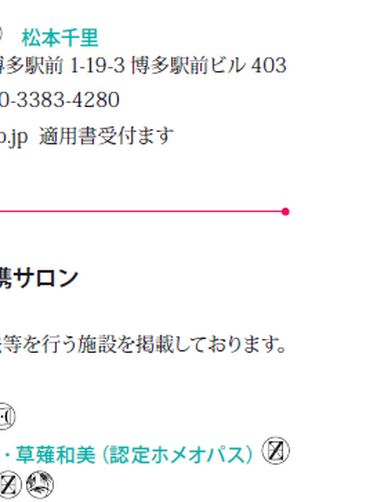 松本千里
博多駅前 1-19-3 博多駅前ビル 403
0-3383-4280
o.jp 適用書受付ます
携サロン
等を行う施設を掲載しております。
・草薙和美（認定ホメオパス）